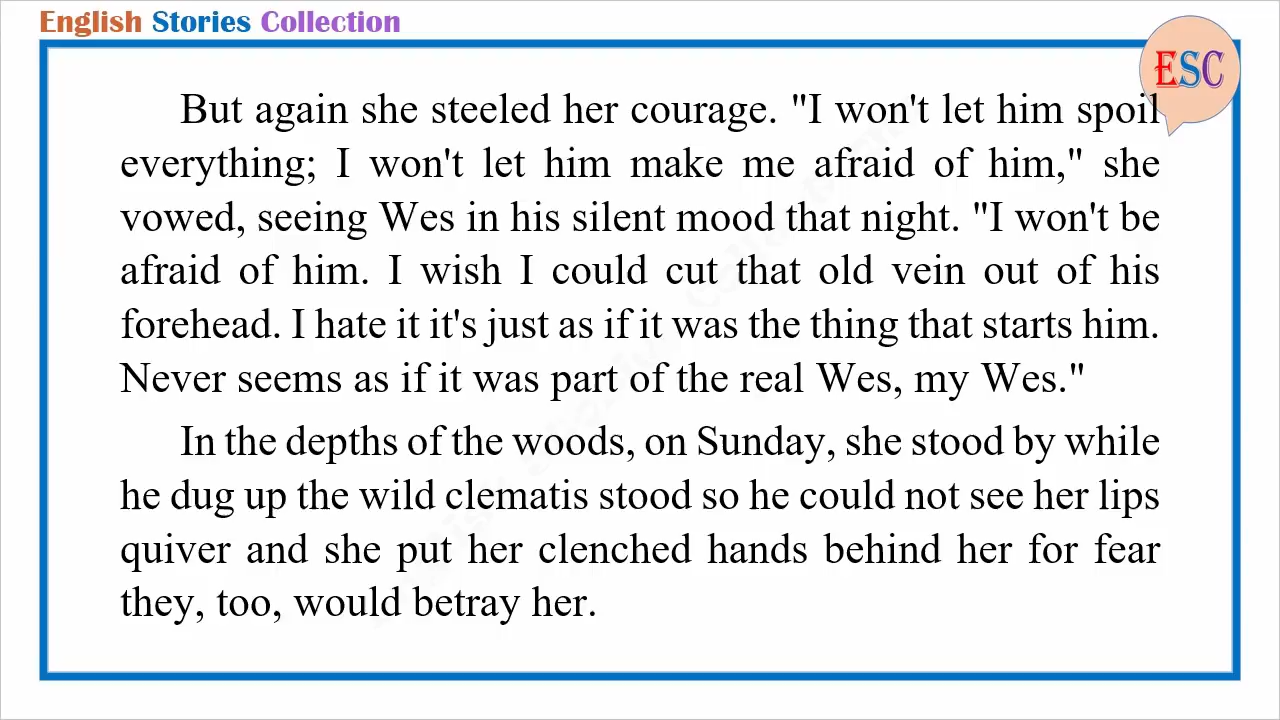 English Stories Collection
ESC
But again she steeled her courage. "I won't let him spoil
everything; I won't let him make me afraid of him," she
vowed, seeing Wes in his silent mood that night. "I won't be
afraid of him. I wish I could cut that old vein out of his
forehead. I hate it it's just as if it was the thing that starts him.
Never seems as if it was part of the real Wes, my Wes."
In the depths of the woods, on Sunday, she stood by while
he dug up the wild clematis stood so he could not see her lips
quiver and she put her clenched hands behind her for fear
they, too, would betray her.